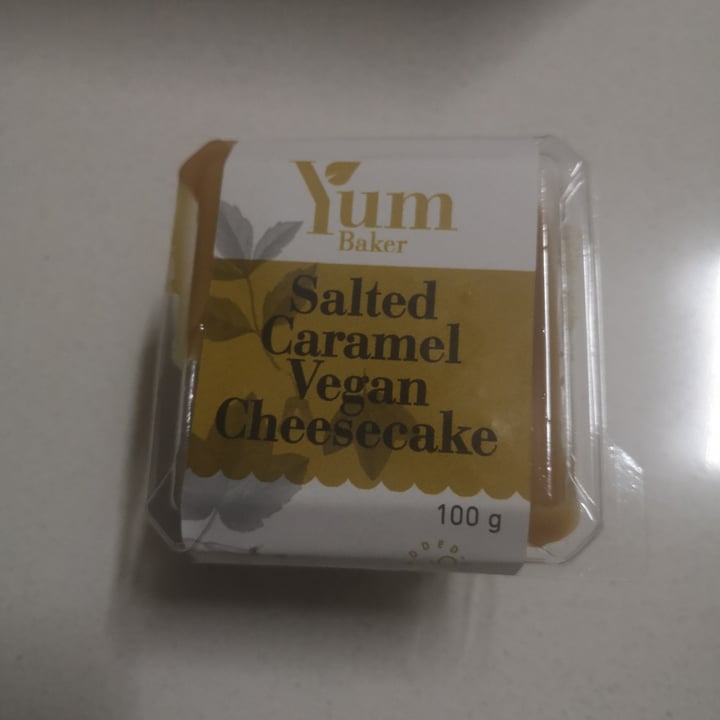 Yum
Baker
Salted
Caramel
Vegan
Cheesecake
100 g